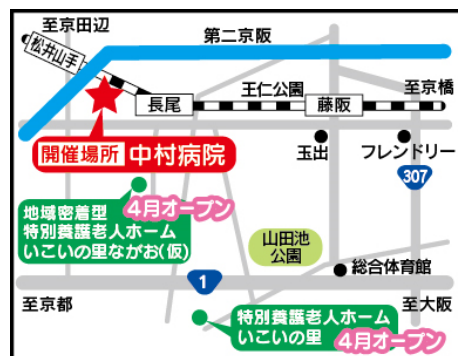 至京田辺
松井山手
第二京阪
王仁公園
至京橋
長尾
藤阪
開催場所 中村病院
玉出
フレンドリー
307
地域密着型
特別養護老人ホーム
いこいの里ながお(仮)
4月オープン
山田池
公園
総合体育館
1
至京都
至大阪
特別養護老人ホーム
いこいの里
4月オープン